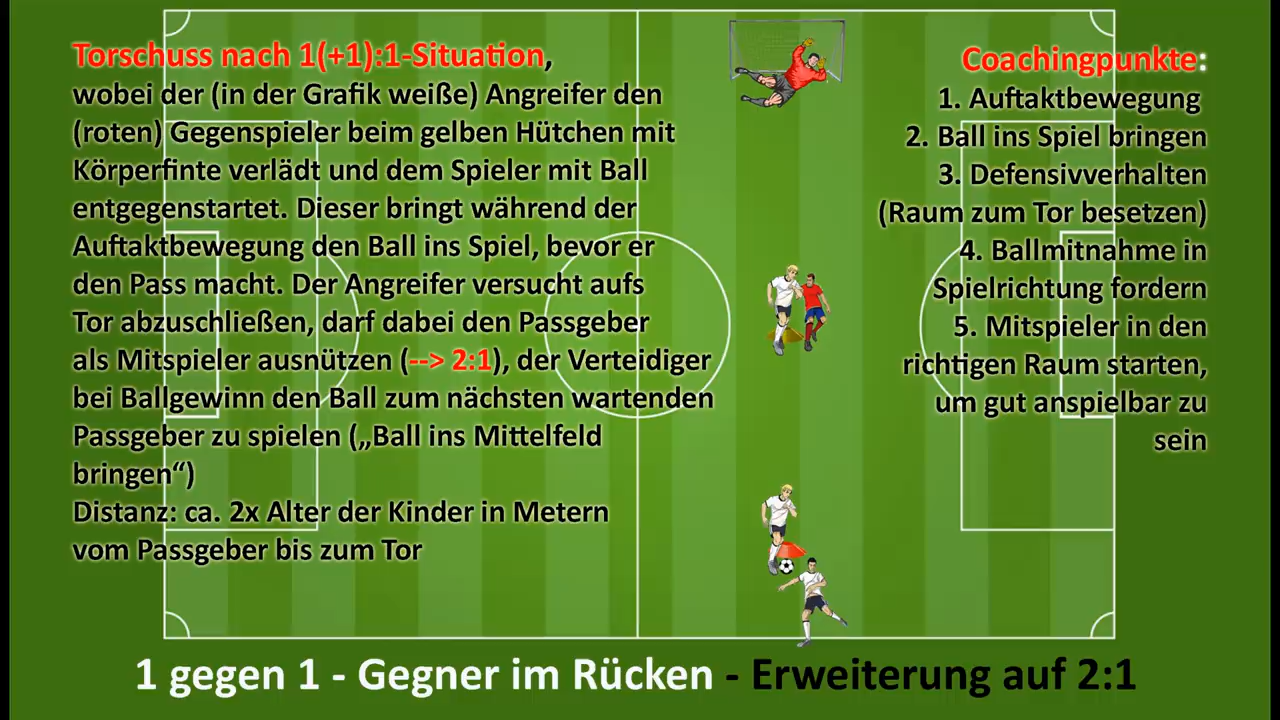 Torschuss nach 1(+1):1-Situation,
wobei der (in der Grafik weiße) Angreifer den
(roten) Gegenspieler beim gelben Hütchen mit
Körperfinte verlädt und dem Spieler mit Ball
entgegenstartet. Dieser bringt während der
Auftaktbewegung den Ball ins Spiel, bevor er
den Pass macht. Der Angreifer versucht aufs
Tor abzuschließen, darf dabei den Passgeber
als Mitspieler ausnützen (--> 2:1), der Verteidiger
bei Ballgewinn den Ball zum nächsten wartenden
Passgeber zu spielen („Ball ins Mittelfeld
bringen“)
Distanz: ca. 2x Alter der Kinder in Metern
vom Passgeber bis zum Tor
Coachingpunkte:
1. Auftaktbewegung
2. Ball ins Spiel bringen
3. Defensivverhalten
(Raum zum Tor besetzen)
4. Ballmitnahme in
Spielrichtung fordern
5. Mitspieler in den
richtigen Raum starten,
um gut anspielbar zu
sein
1 gegen 1 - Gegner im Rücken - Erweiterung auf 2:1